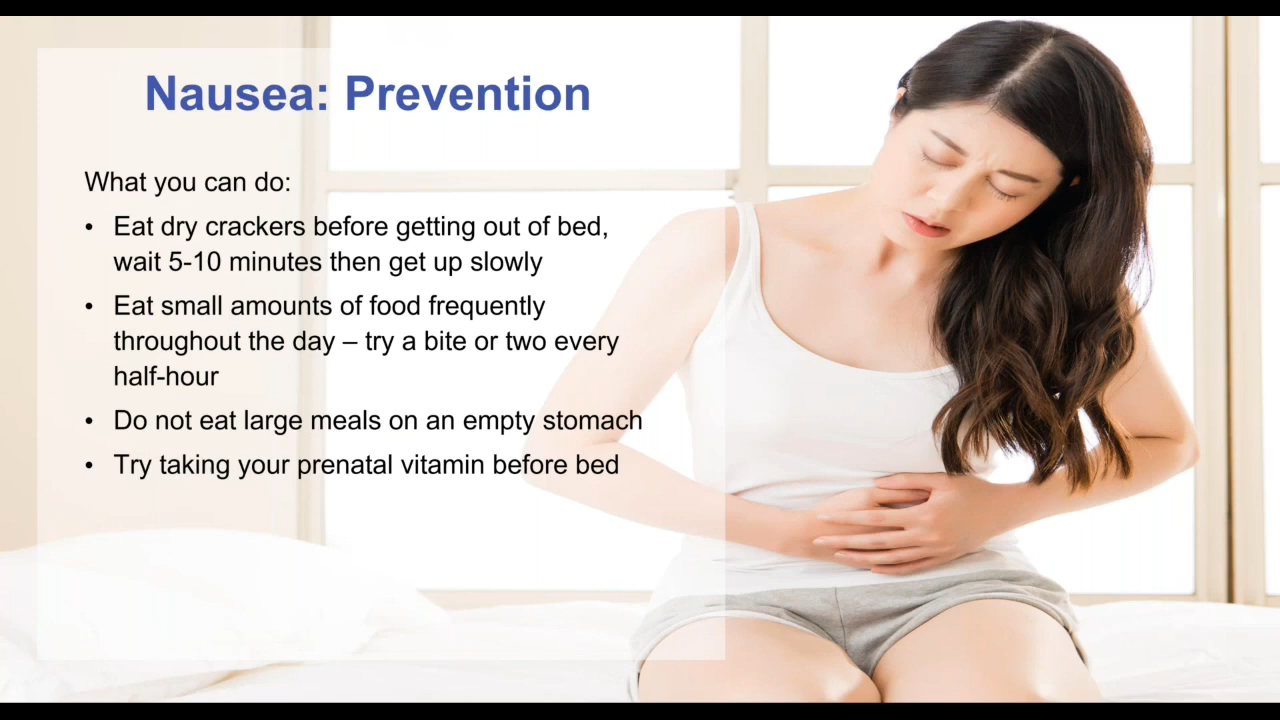 Nausea: Prevention
What you can do:
• Eat dry crackers before getting out of bed,
wait 5-10 minutes then get up slowly
• Eat small amounts of food frequently
throughout the day – try a bite or two every
half-hour
• Do not eat large meals on an empty stomach
• Try taking your prenatal vitamin before bed